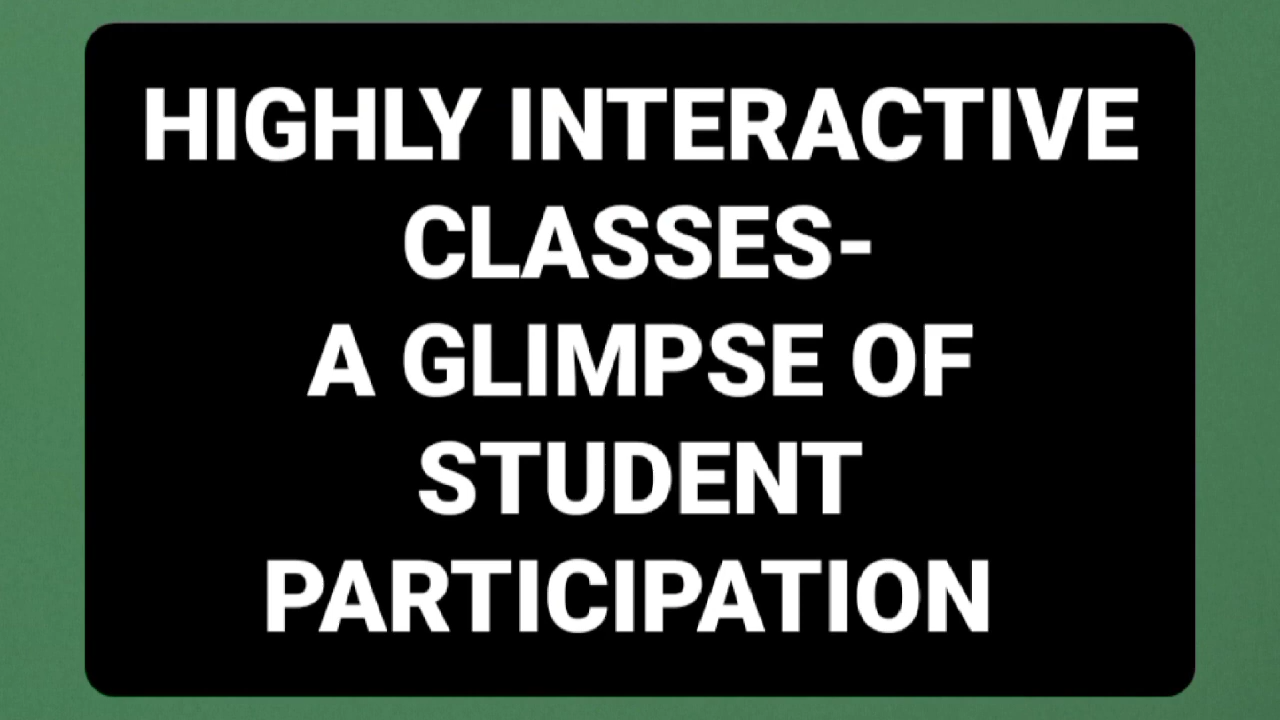 HIGHLY INTERACTIVE
CLASSES-
A GLIMPSE OF
STUDENT
PARTICIPATION